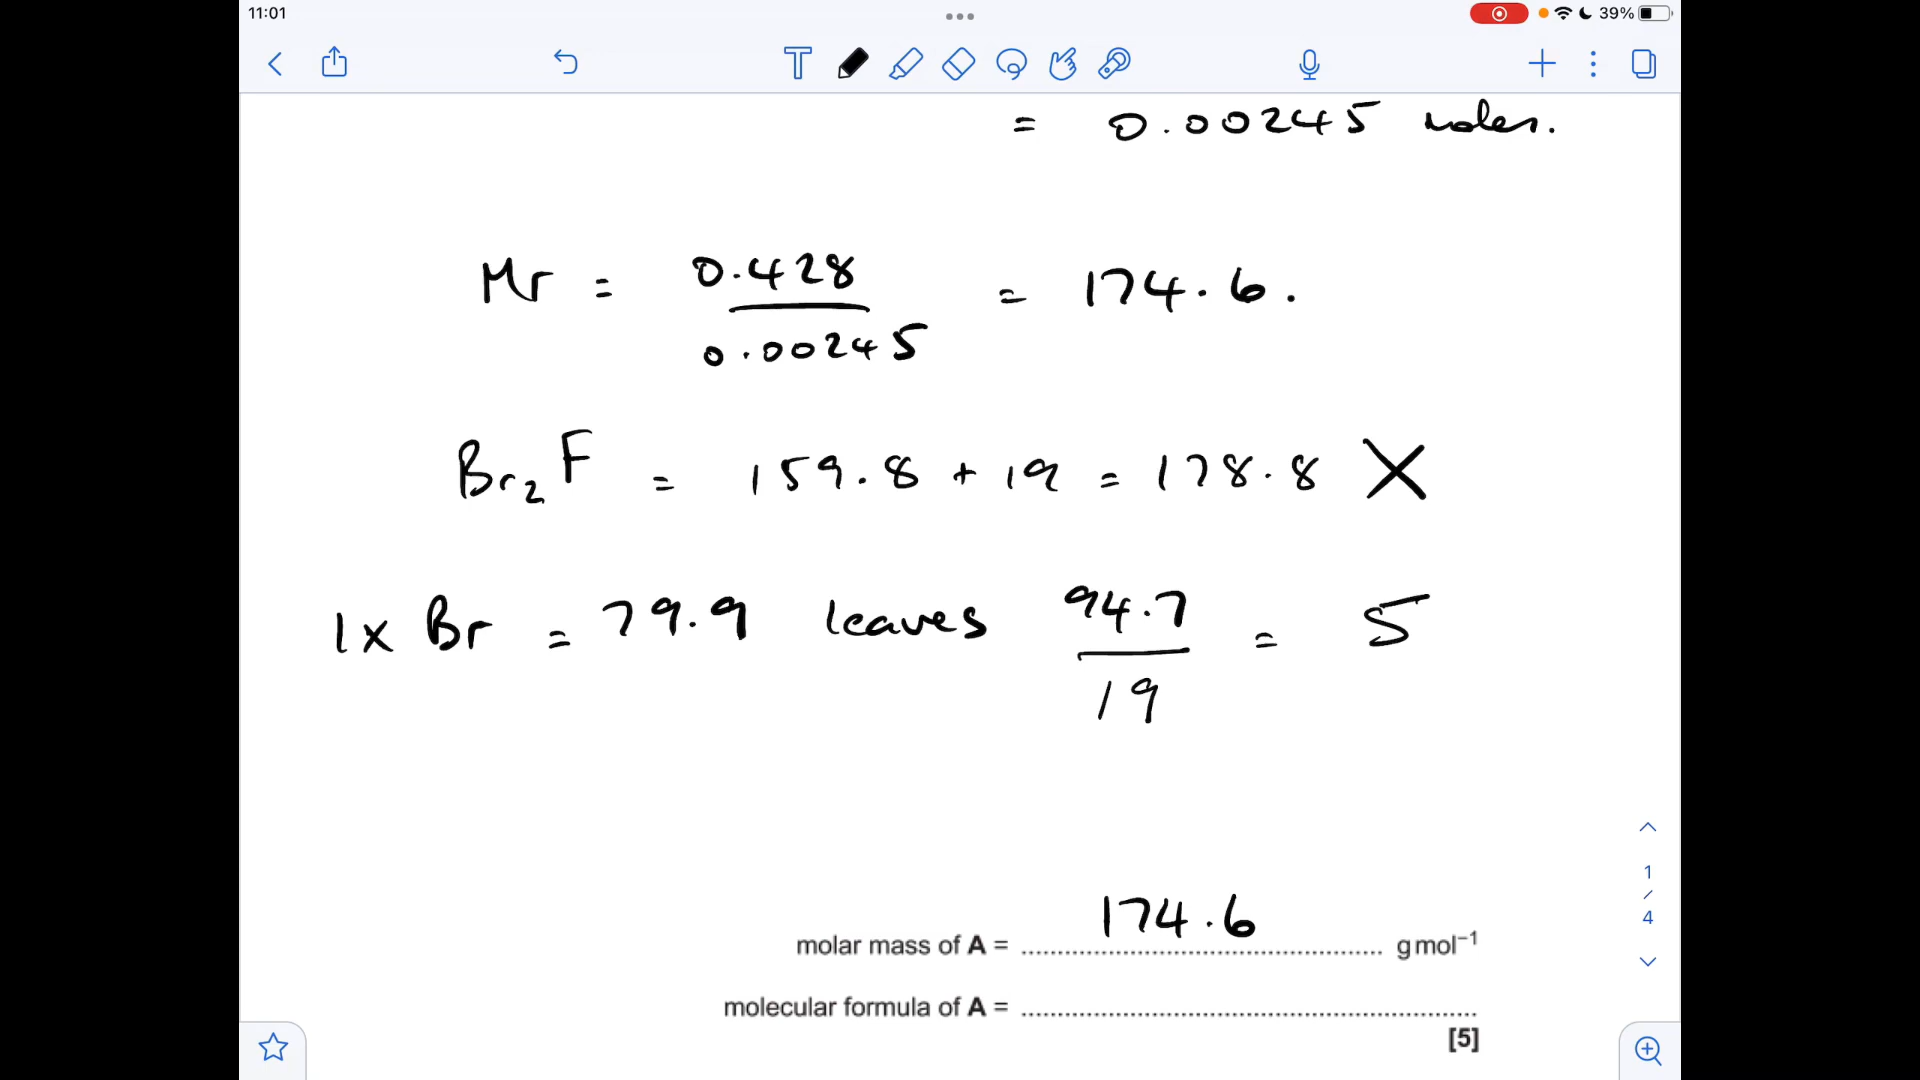 11:01
39%
= 0.00245 moles.
Mr = 0.428 / 0.00245 = 174.6.
Br₂F = 159.8 + 19 = 178.8 X
1x Br = 79.9 leaves 94.7 / 19 = 5
174.6
molar mass of A = ........................ g mol⁻¹
molecular formula of A = ........................
[5]
1 / 4